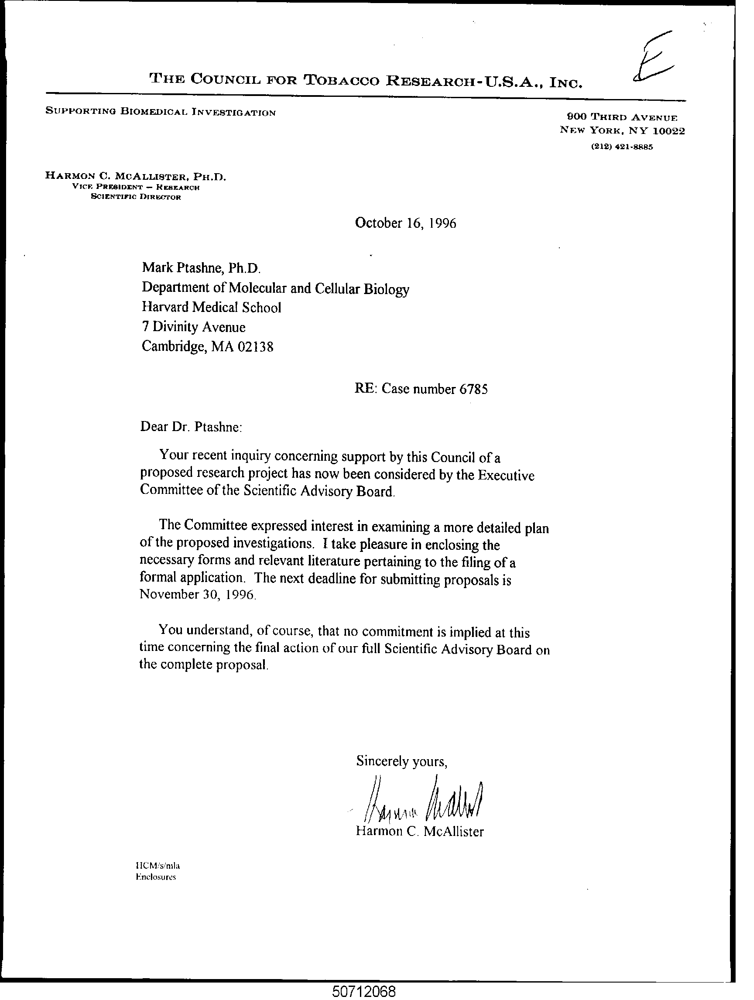 E
THE COUNCIL FOR TOBACCO RESEARCH-U.S.A., INC.
SUPPORTING BIOMEDICAL INVESTIGATION
900 THIRD AVENUE
NEW YORK, NY 10022
(212) 421-8885
HARMON C. MCALLISTER, PH.D.
VICE PRESIDENT – RESEARCH
SCIENTIFIC DIRECTOR
October 16, 1996
Mark Ptashne, Ph.D.
Department of Molecular and Cellular Biology
Harvard Medical School
7 Divinity Avenue
Cambridge, MA 02138
RE: Case number 6785
Dear Dr. Ptashne:
Your recent inquiry concerning support by this Council of a
proposed research project has now been considered by the Executive
Committee of the Scientific Advisory Board.
The Committee expressed interest in examining a more detailed plan
of the proposed investigations. I take pleasure in enclosing the
necessary forms and relevant literature pertaining to the filing of a
formal application. The next deadline for submitting proposals is
November 30, 1996.
You understand, of course, that no commitment is implied at this
time concerning the final action of our full Scientific Advisory Board on
the complete proposal.
Sincerely yours,
Harmon C. McAllister
HCM/s/mla
Enclosures
50712068